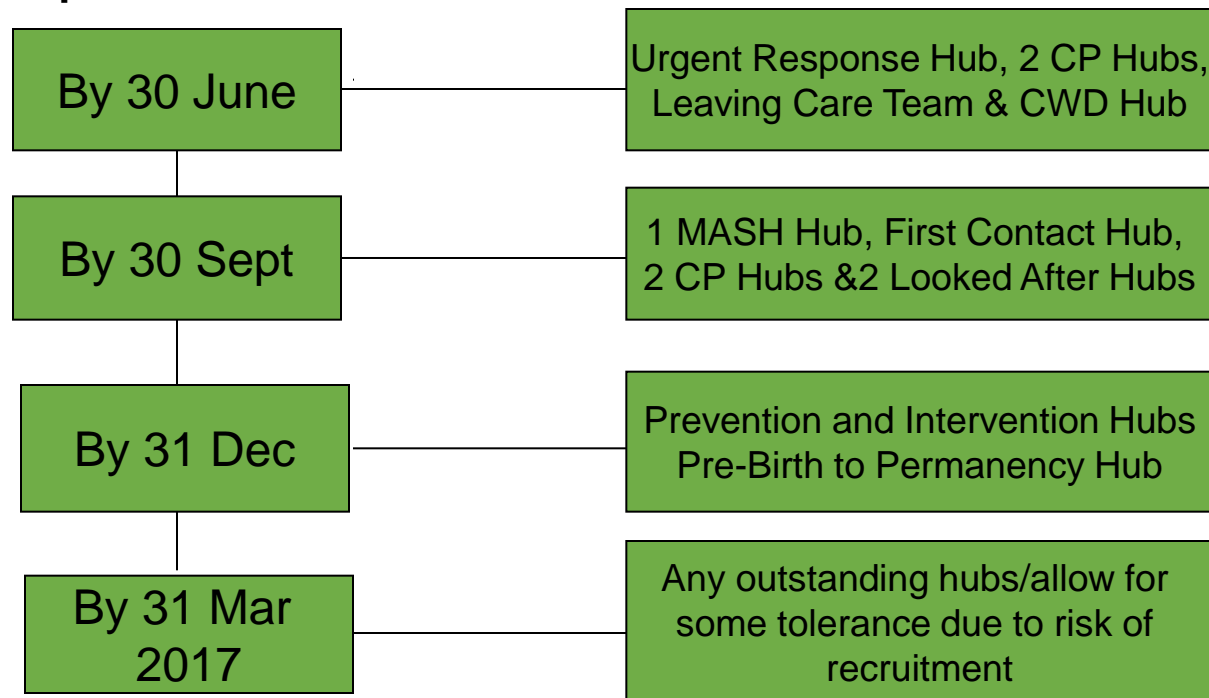 By 30 June
Urgent Response Hub, 2 CP Hubs,
Leaving Care Team & CWD Hub
By 30 Sept
1 MASH Hub, First Contact Hub,
2 CP Hubs &2 Looked After Hubs
By 31 Dec
Prevention and Intervention Hubs
Pre-Birth to Permanency Hub
By 31 Mar
2017
Any outstanding hubs/allow for
some tolerance due to risk of
recruitment